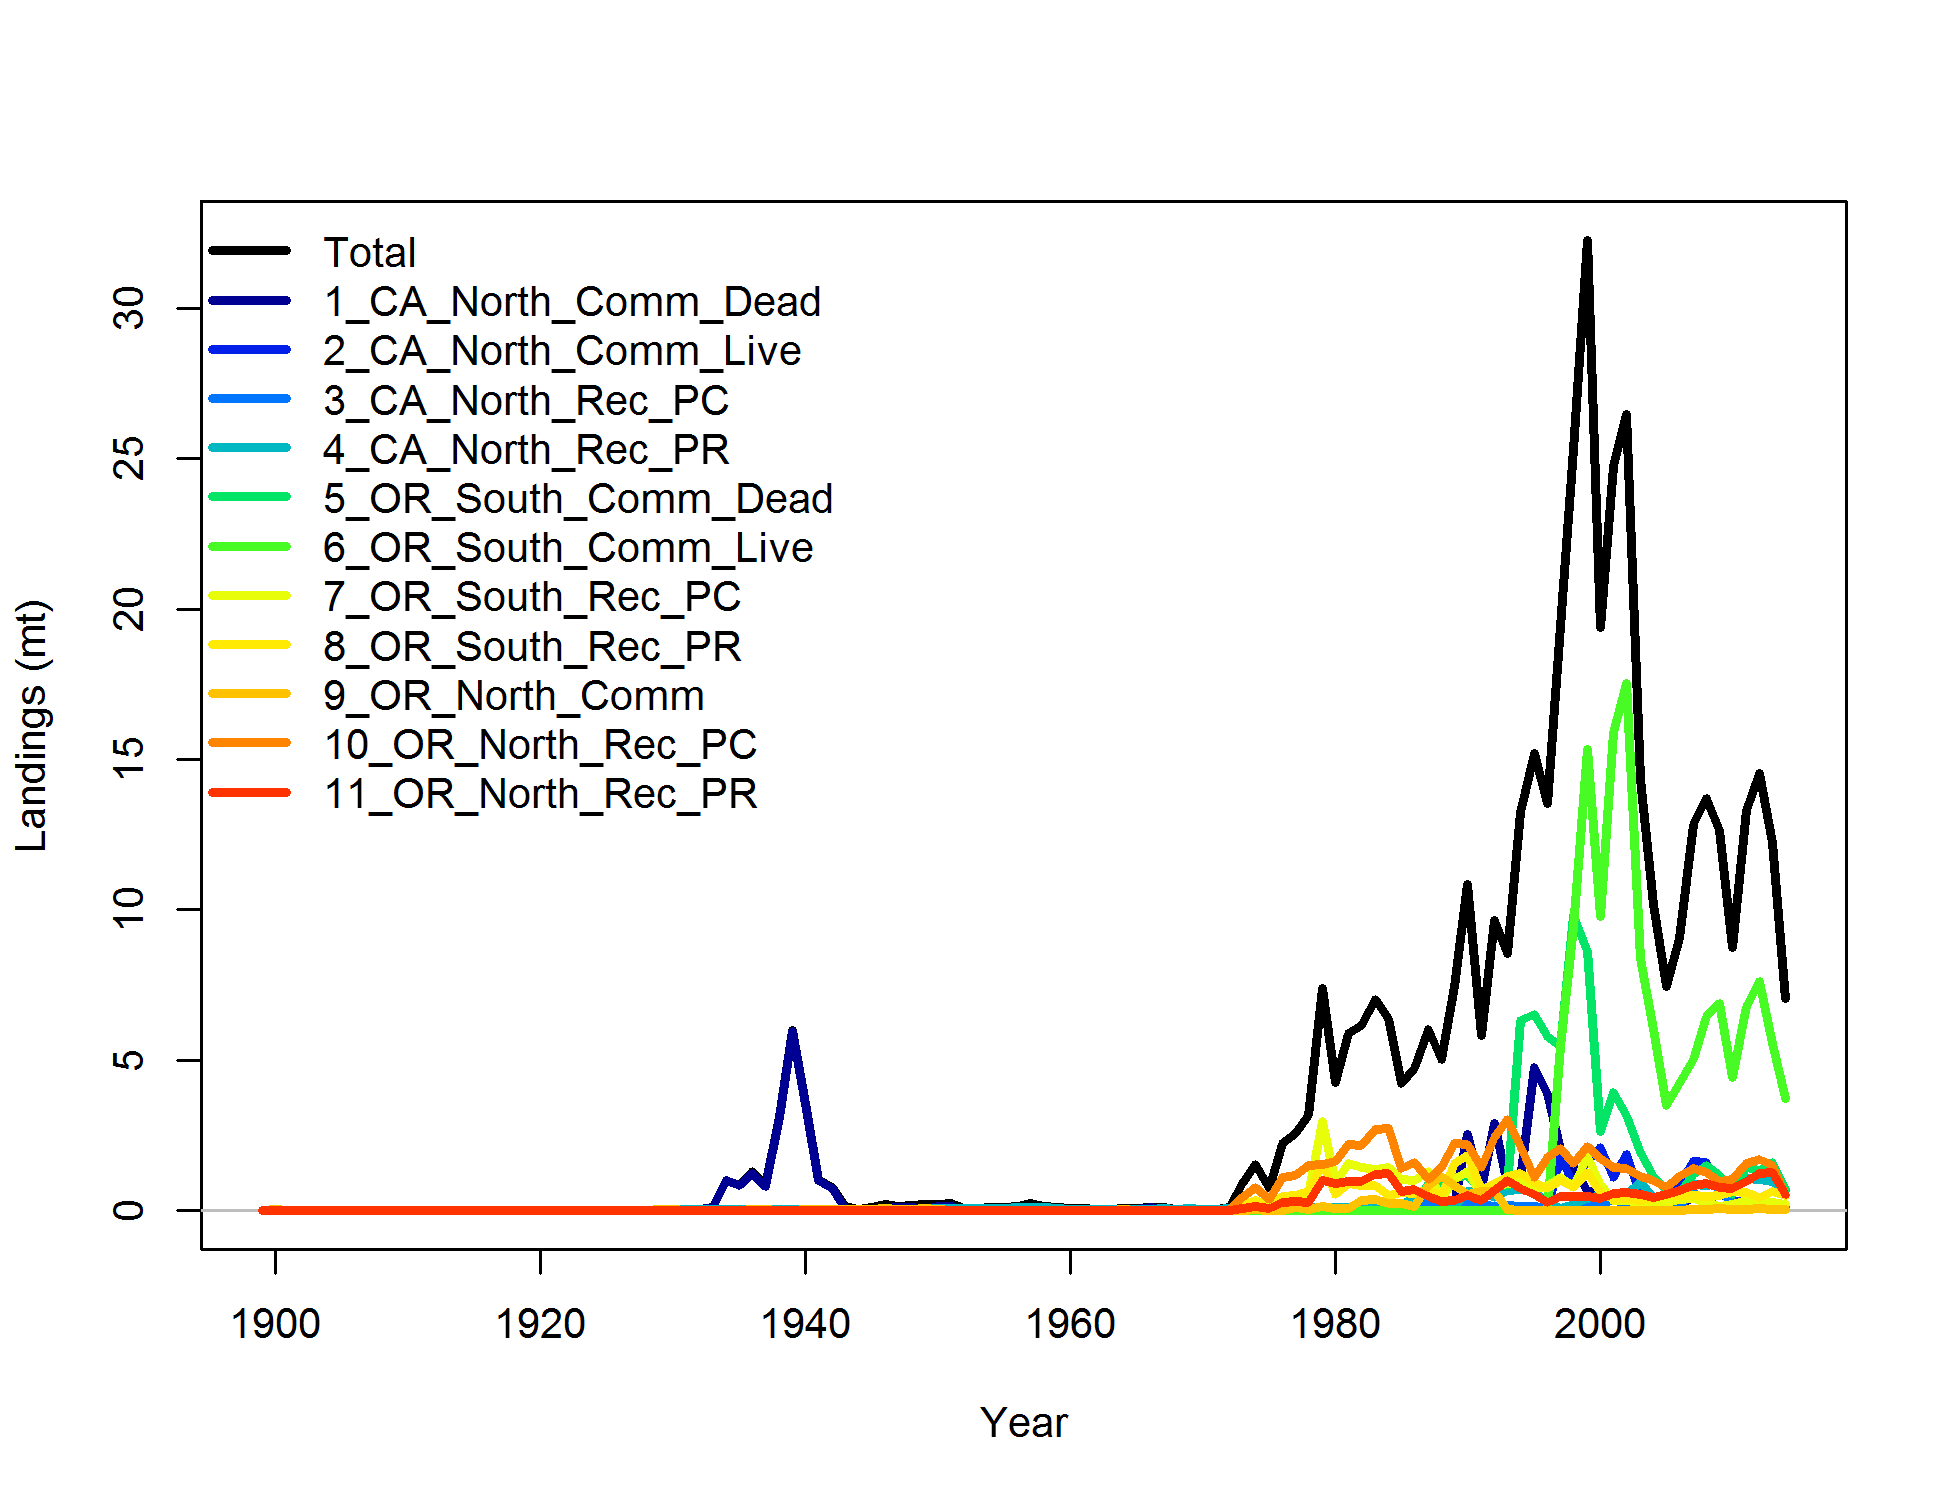 Total
1_CA_North_Comm_Dead
2_CA_North_Comm_Live
3_CA_North_Rec_PC
4_CA_North_Rec_PR
5_OR_South_Comm_Dead
6_OR_South_Comm_Live
7_OR_South_Rec_PC
8_OR_South_Rec_PR
9_OR_North_Comm
10_OR_North_Rec_PC
11_OR_North_Rec_PR
Landings (mt)
30
25
20
15
10
5
0
1900 1920 1940 1960 1980 2000
Year